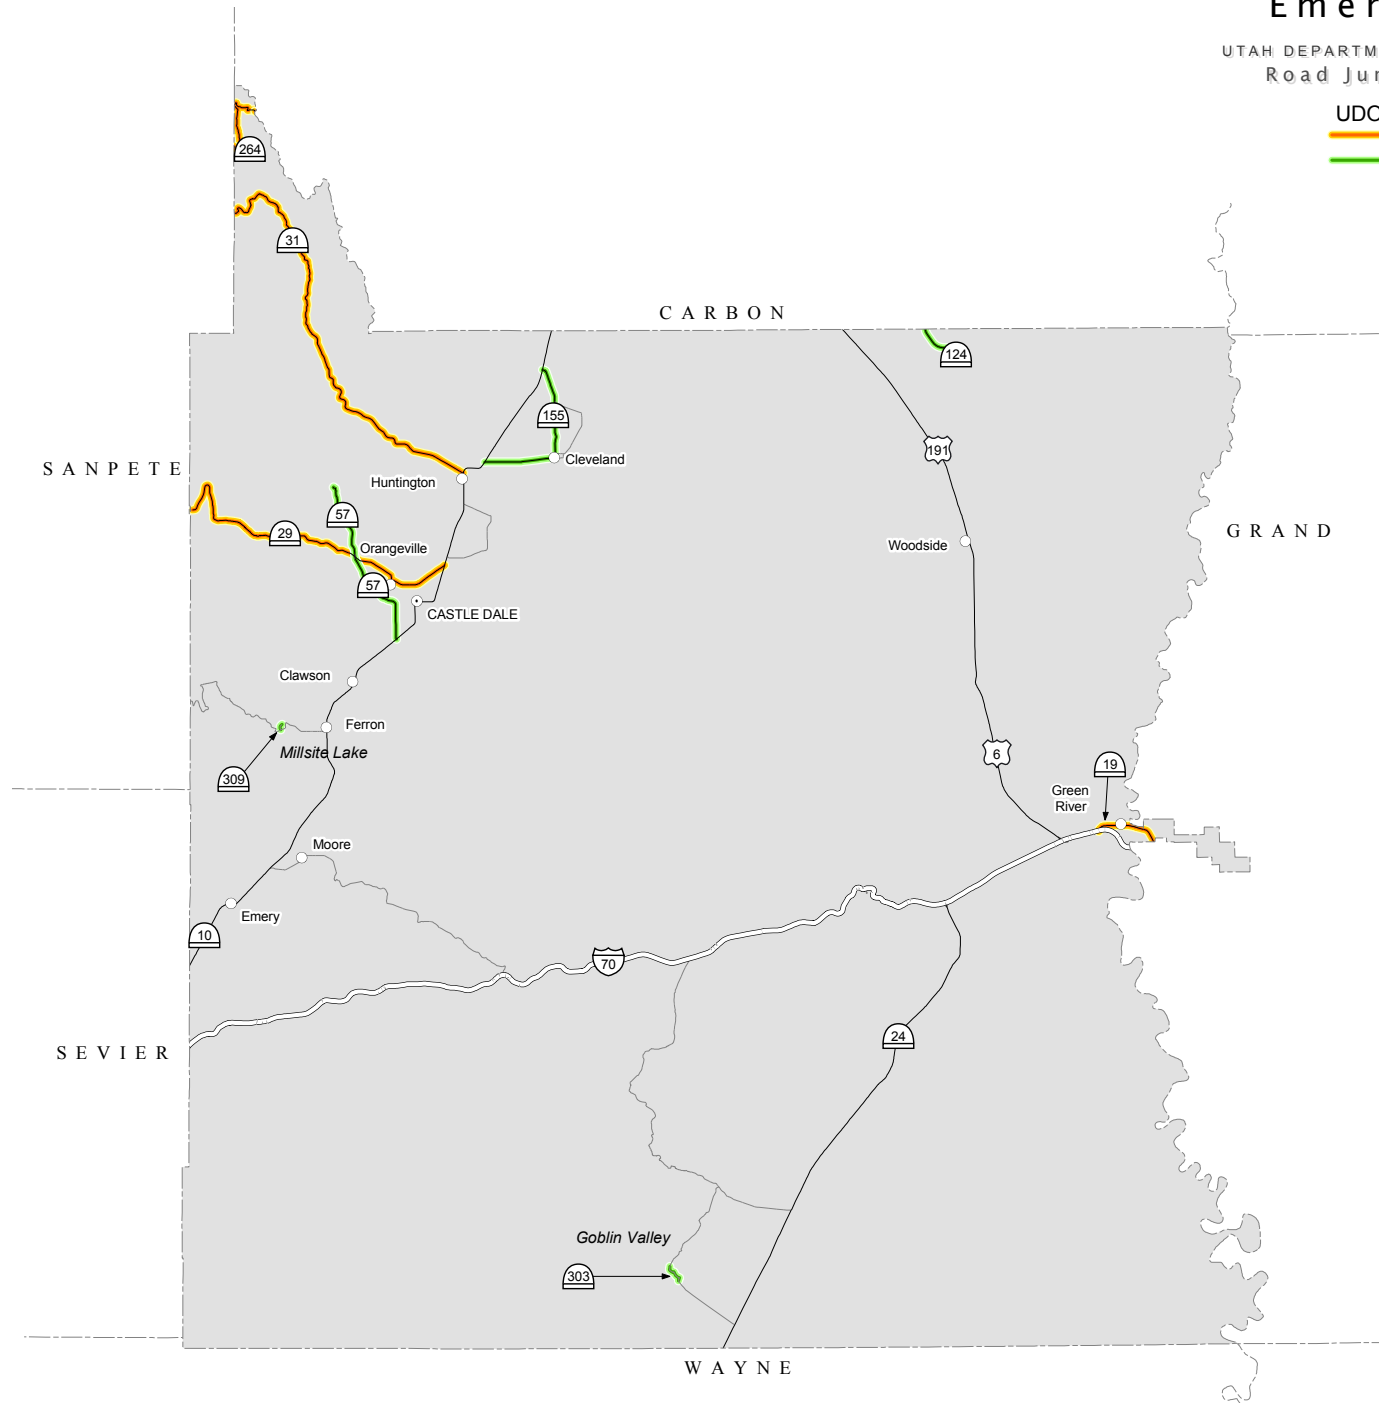 Emer
UTAH DEPARTM
Road Jur
UDO
264
31
CARBON
124
155
191
SANPETE
Cleveland
Huntington
57
29
Orangeville
GRAND
Woodside
57
CASTLE DALE
Clawson
Ferron
Millsite Lake
309
6
19
Green
River
Moore
Emery
10
70
SEVIER
24
Goblin Valley
303
WAYNE